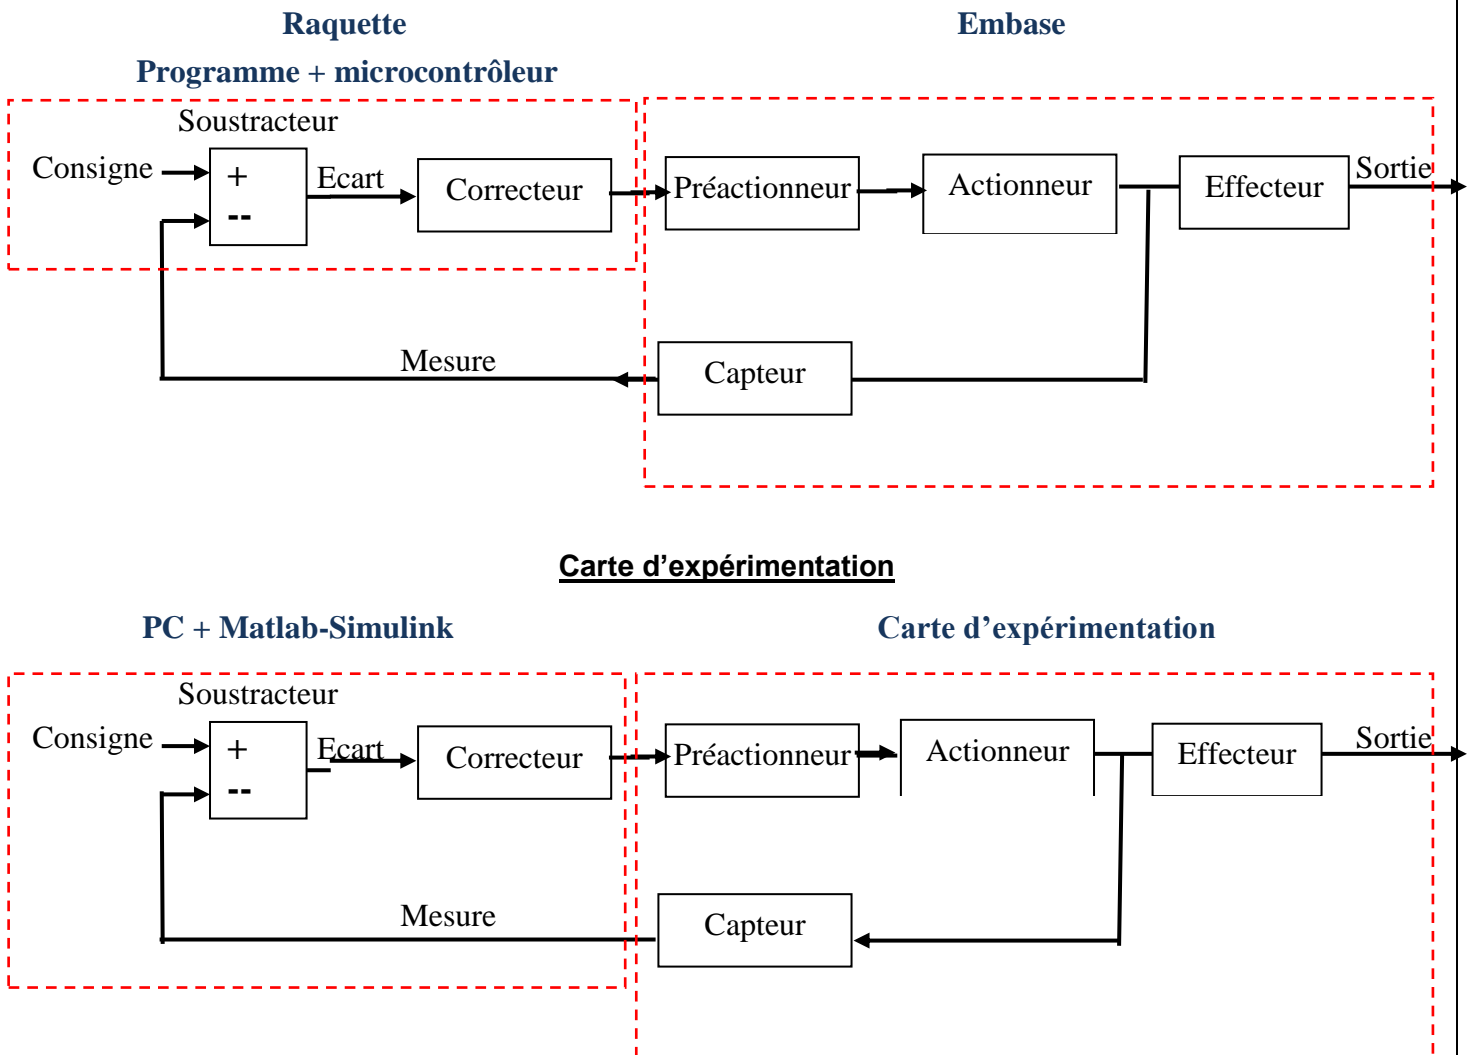 Raquette
Embase
Programme + microcontrôleur
Soustracteur
Consigne
+
--
Ecart
Correcteur
Préactionneur
Actionneur
Effecteur
Sortie
Mesure
Capteur
Carte d’expérimentation
PC + Matlab-Simulink
Carte d’expérimentation
Soustracteur
Consigne
+
--
Ecart
Correcteur
Préactionneur
Actionneur
Effecteur
Sortie
Mesure
Capteur